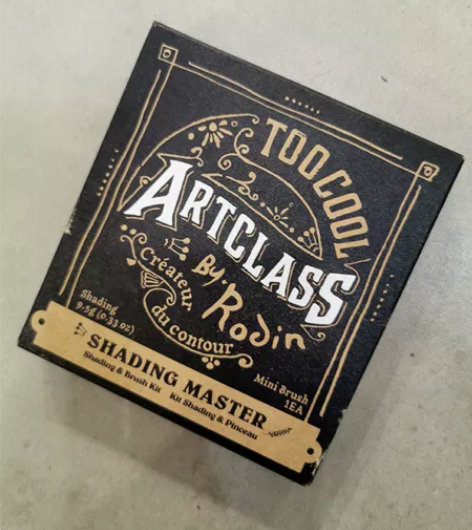 TOO COOL
ARTCLASS
By
Rodin
Créateur
du contour
Shading
9.5g (0.33 oz)
Mini Brush
1EA
SHADING MASTER
Shading & Brush Kit Kit Shading & Pinceau